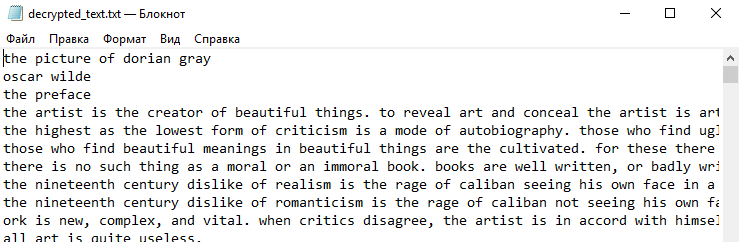 decrypted_text.txt — Блокнот
Файл Правка Формат Вид Справка
the picture of dorian gray
oscar wilde
the preface
the artist is the creator of beautiful things. to reveal art and conceal the artist is art
the highest as the lowest form of criticism is a mode of autobiography. those who find ugl
those who find beautiful meanings in beautiful things are the cultivated. for these there
there is no such thing as a moral or an immoral book. books are well written, or badly wri
the nineteenth century dislike of realism is the rage of caliban seeing his own face in a
the nineteenth century dislike of romanticism is the rage of caliban not seeing his own fa
ork is new, complex, and vital. when critics disagree, the artist is in accord with himsel
all art is quite useless.